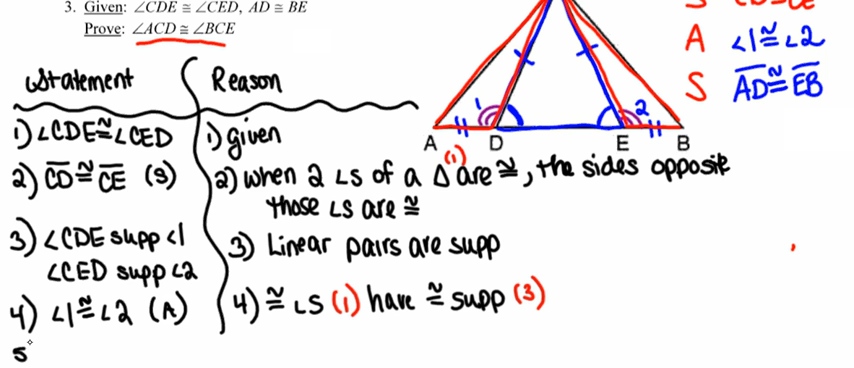 3. Given: ∠CDE ≅ ∠CED, AD ≅ BE
Prove: ∠ACD ≅ ∠BCE
Statement
Reason
1) ∠CDE ≅ ∠CED
1) given
2) CD ≅ CE (S)
2) when 2 ∠s of a Δ are ≅, the sides opposite
(1)
those ∠s are ≅
3) ∠CDE supp ∠1
3) Linear pairs are supp
∠CED supp ∠2
4) ∠1 ≅ ∠2 (A)
4) ≅ ∠s (1) have ≅ supp (3)
5
1
2
A D E B
A ∠1 ≅ ∠2
S AD ≅ EB